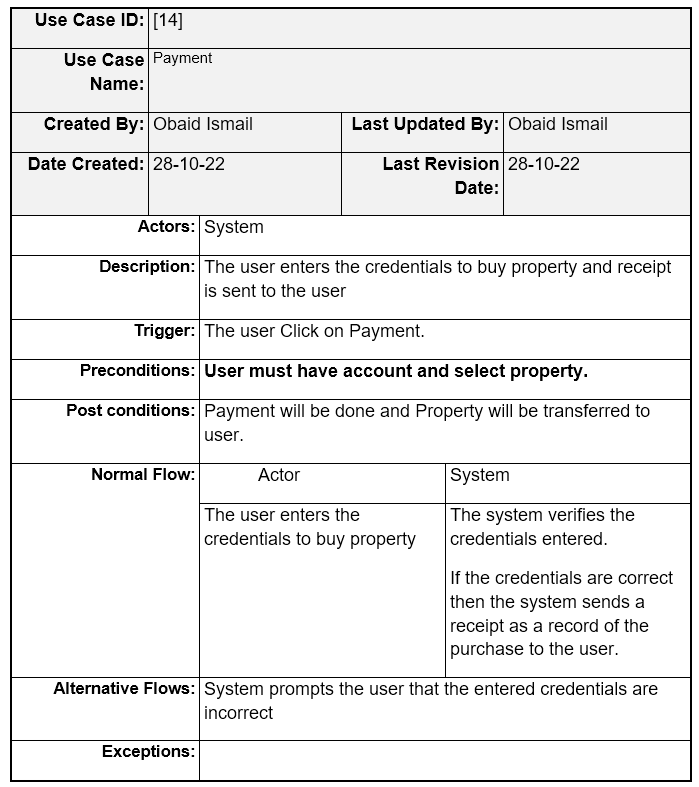 Use Case ID: [14]
Use Case Payment
Name:
Created By: Obaid Ismail Last Updated By: Obaid Ismail
Date Created: 28-10-22 Last Revision 28-10-22
Date:
Actors: System
Description: The user enters the credentials to buy property and receipt
is sent to the user
Trigger: The user Click on Payment.
Preconditions: User must have account and select property.
Post conditions: Payment will be done and Property will be transferred to
user.
Normal Flow: Actor System
The user enters the
credentials to buy property
The system verifies the
credentials entered.
If the credentials are correct
then the system sends a
receipt as a record of the
purchase to the user.
Alternative Flows: System prompts the user that the entered credentials are
incorrect
Exceptions: